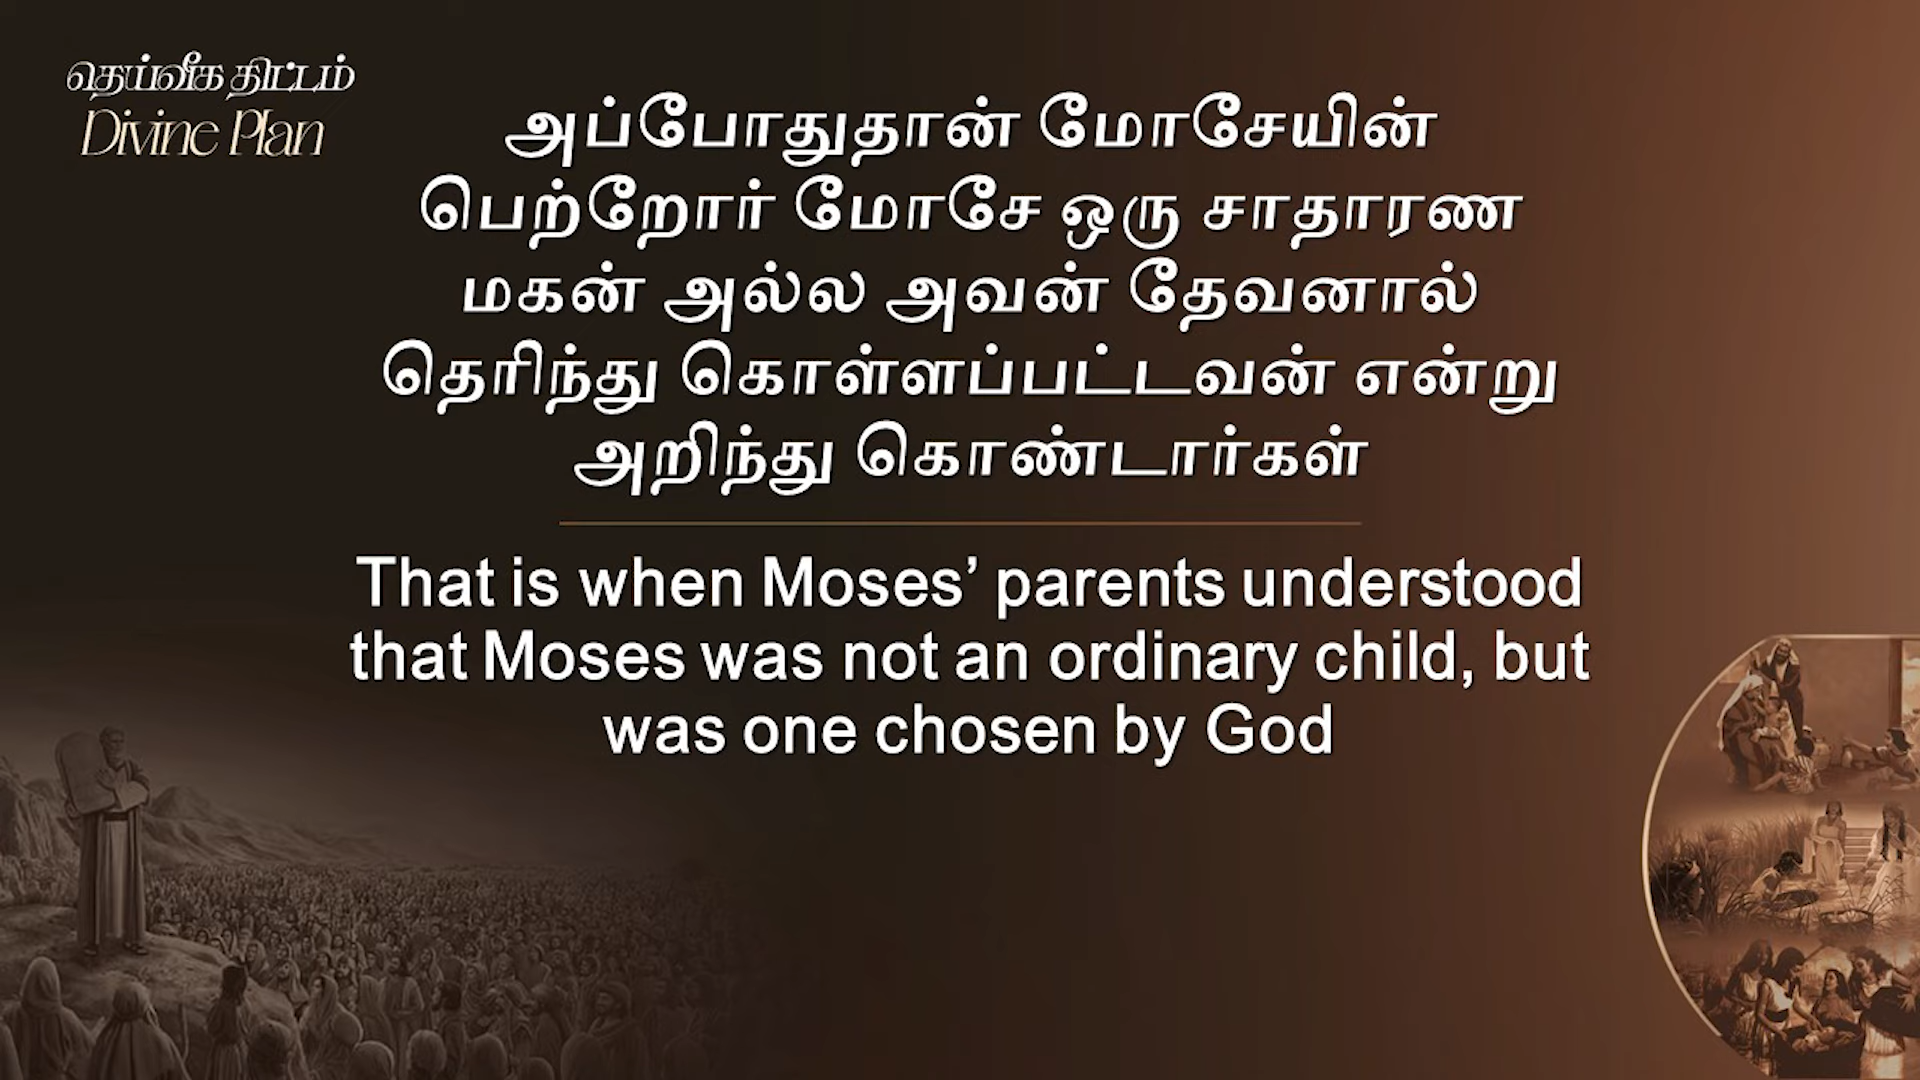 தெய்வீக திட்டம்
Divine Plan
அப்போதுதான் மோசேயின்
பெற்றோர் மோசே ஒரு சாதாரண
மகன் அல்ல அவன் தேவனால்
தெரிந்து கொள்ளப்பட்டவன் என்று
அறிந்து கொண்டார்கள்
That is when Moses’ parents understood
that Moses was not an ordinary child, but
was one chosen by God